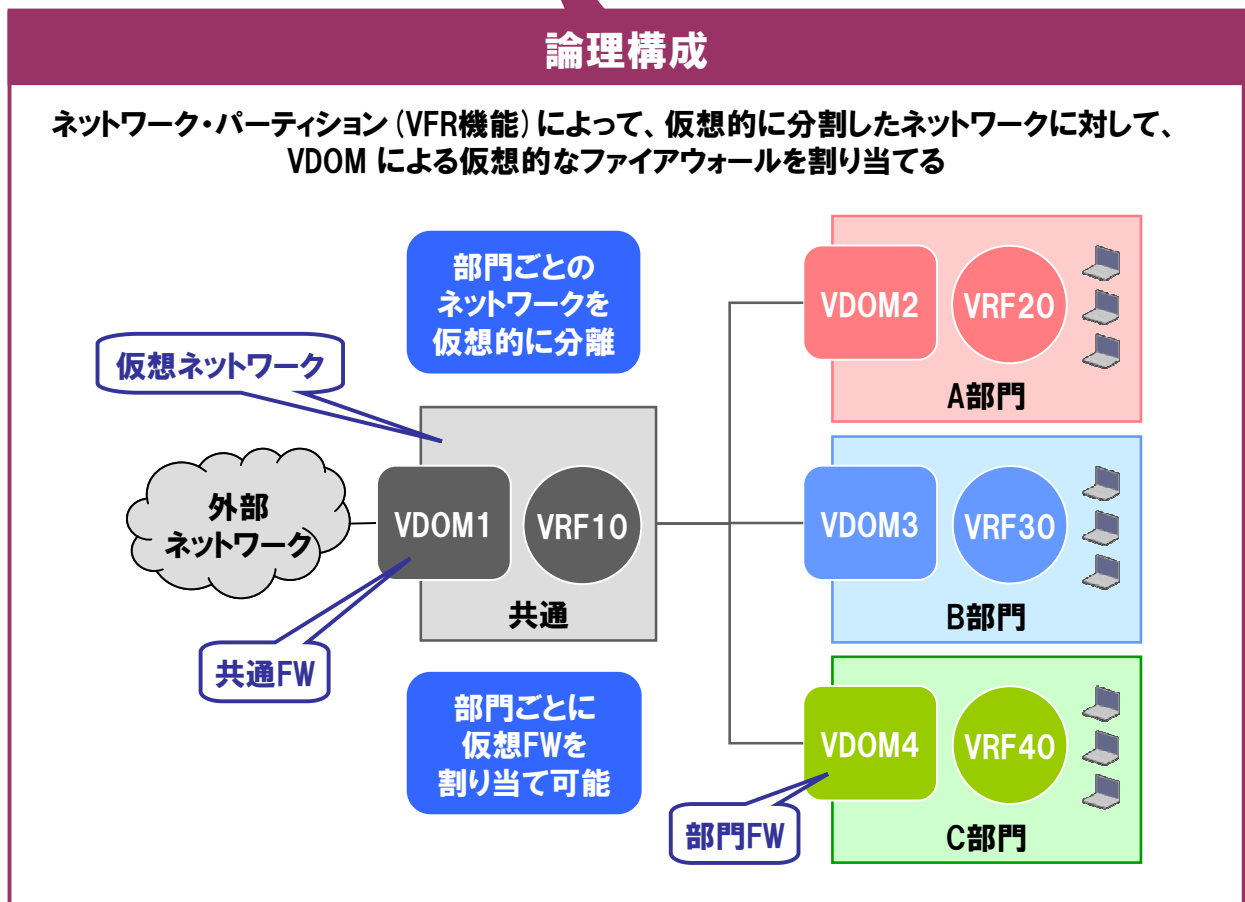 論理構成
ネットワーク・パーティション(VFR機能)によって、仮想的に分割したネットワークに対して、
VDOM による仮想的なファイアウォールを割り当てる
部門ごとの
ネットワークを
仮想的に分離
仮想ネットワーク
外部
ネットワーク
VDOM1
VRF10
共通
共通FW
部門ごとに
仮想FWを
割り当て可能
VDOM2
VRF20
A部門
VDOM3
VRF30
B部門
VDOM4
VRF40
C部門
部門FW